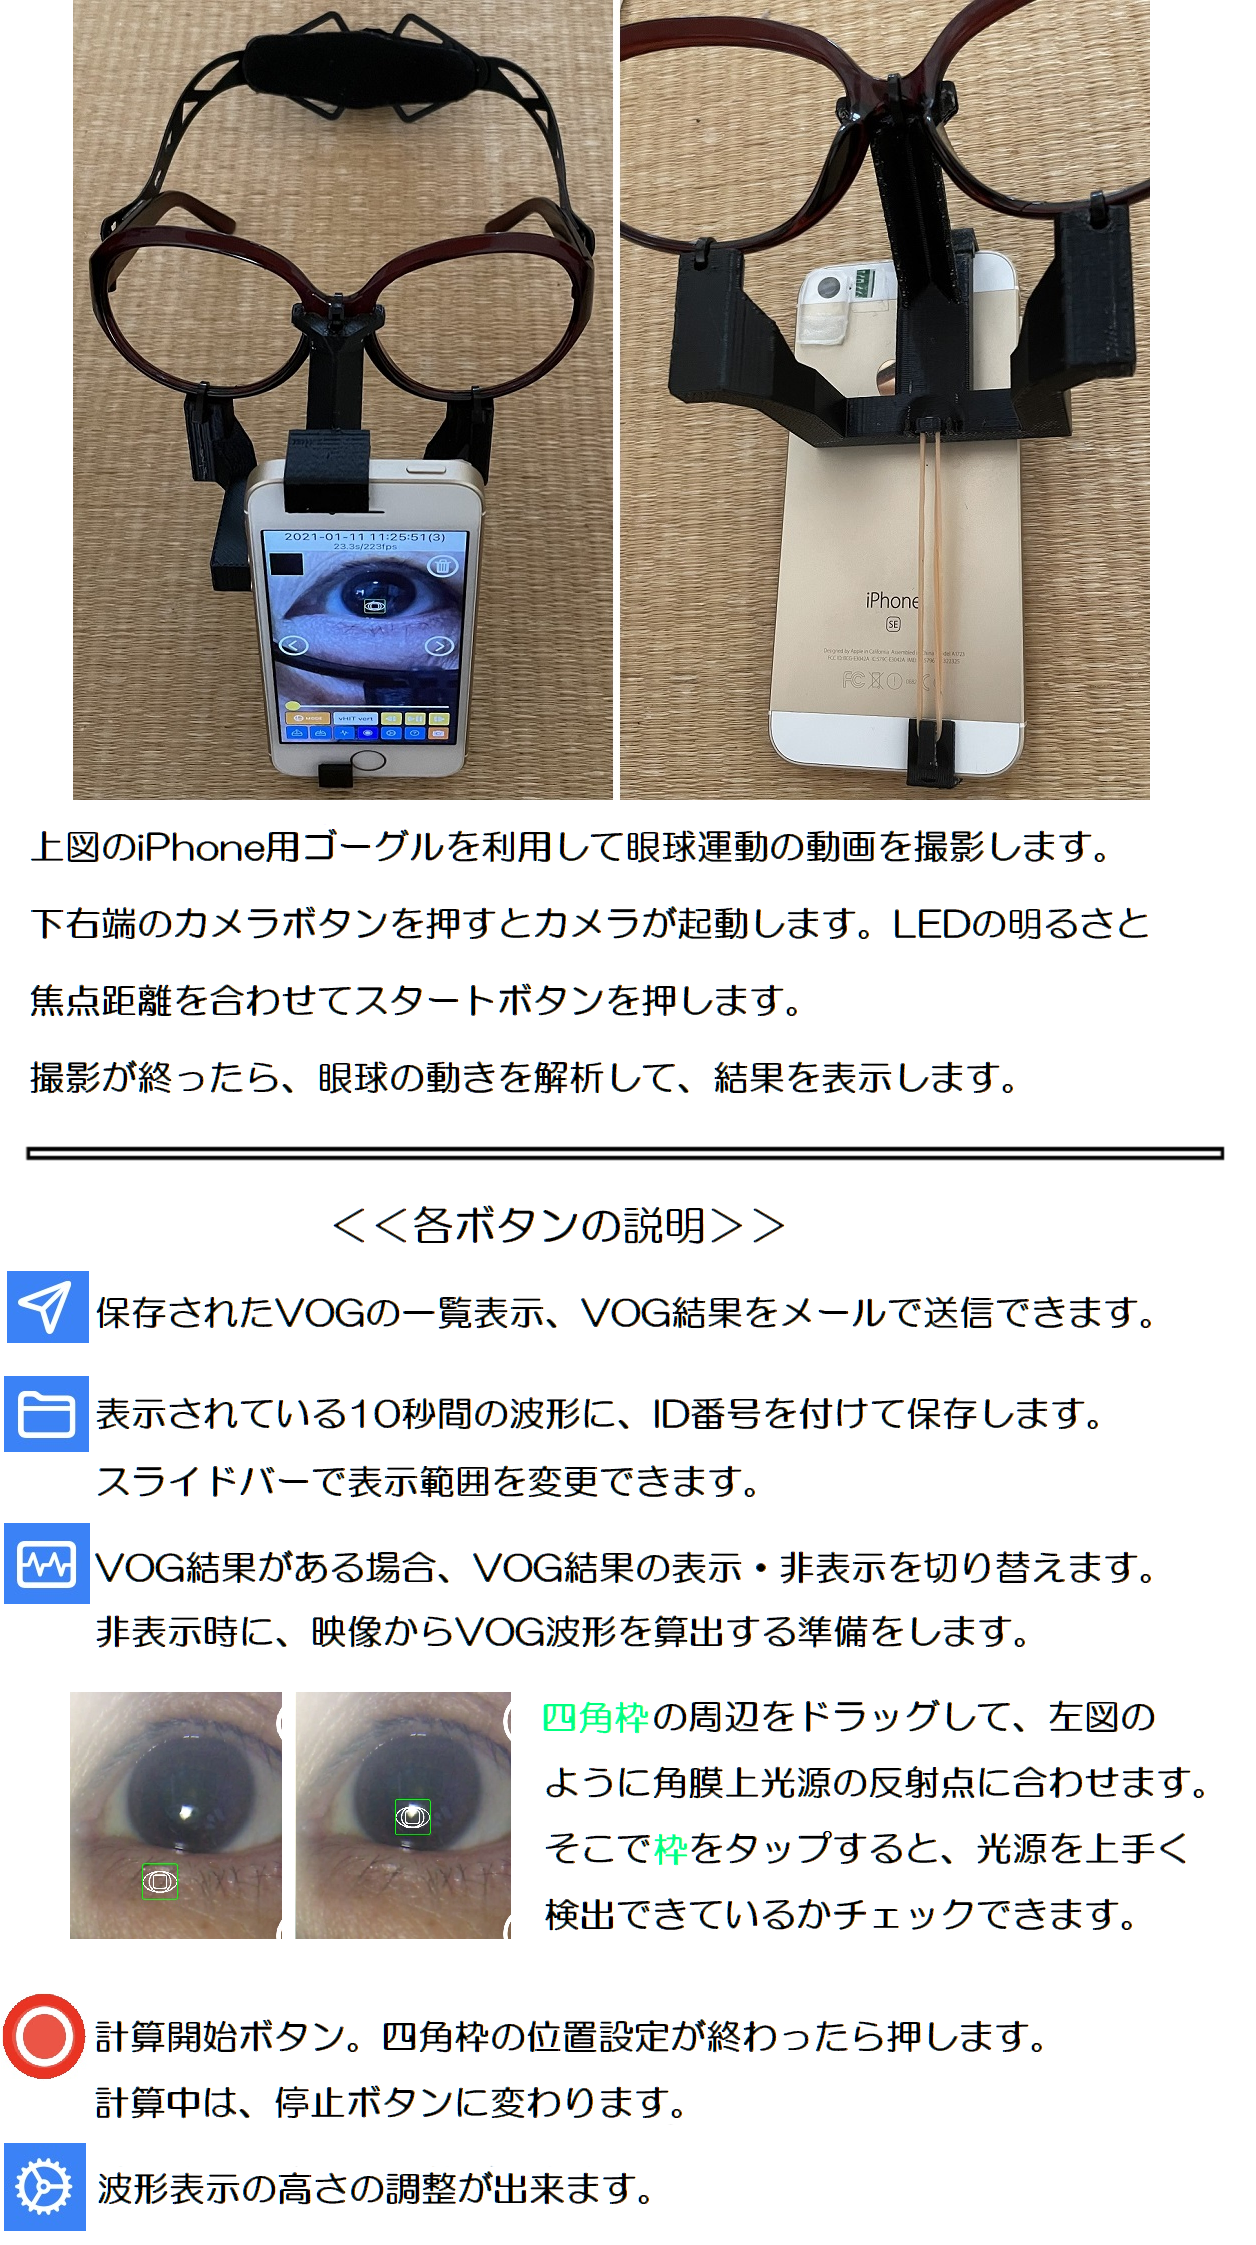 2021-01-11 11:25:51(3)
23.3s/223fps
MODE
vHIT vert
iPhone
SE
上図のiPhone用ゴーグルを利用して眼球運動の動画を撮影します。
下右端のカメラボタンを押すとカメラが起動します。LEDの明るさと
焦点距離を合わせてスタートボタンを押します。
撮影が終ったら、眼球の動きを解析して、結果を表示します。
<<各ボタンの説明>>
保存されたVOGの一覧表示、VOG結果をメールで送信できます。
表示されている10秒間の波形に、ID番号を付けて保存します。
スライドバーで表示範囲を変更できます。
VOG結果がある場合、VOG結果の表示・非表示を切り替えます。
非表示時に、映像からVOG波形を算出する準備をします。
四角枠の周辺をドラッグして、左図の
ように角膜上光源の反射点に合わせます。
そこで枠をタップすると、光源を上手く
検出できているかチェックできます。
計算開始ボタン。四角枠の位置設定が終わったら押します。
計算中は、停止ボタンに変わります。
波形表示の高さの調整が出来ます。